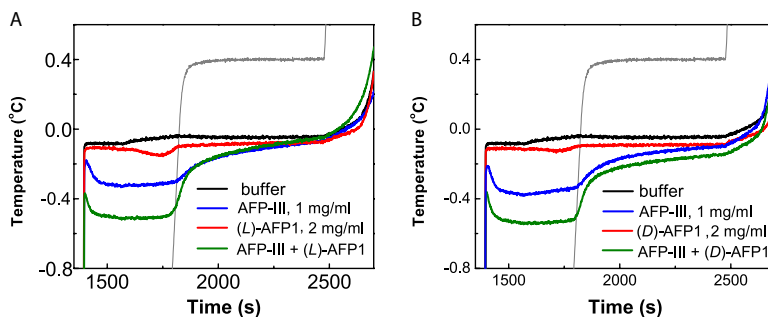 A
B
Temperature (°C)
0.4
0.0
-0.4
-0.8
1500
2000
2500
Time (s)
buffer
AFP-III, 1 mg/ml
(L)-AFP1, 2 mg/ml
AFP-III + (L)-AFP1
Temperature (°C)
0.4
0.0
-0.4
-0.8
1500
2000
2500
Time (s)
buffer
AFP-III, 1 mg/ml
(D)-AFP1 ,2 mg/ml
AFP-III + (D)-AFP1